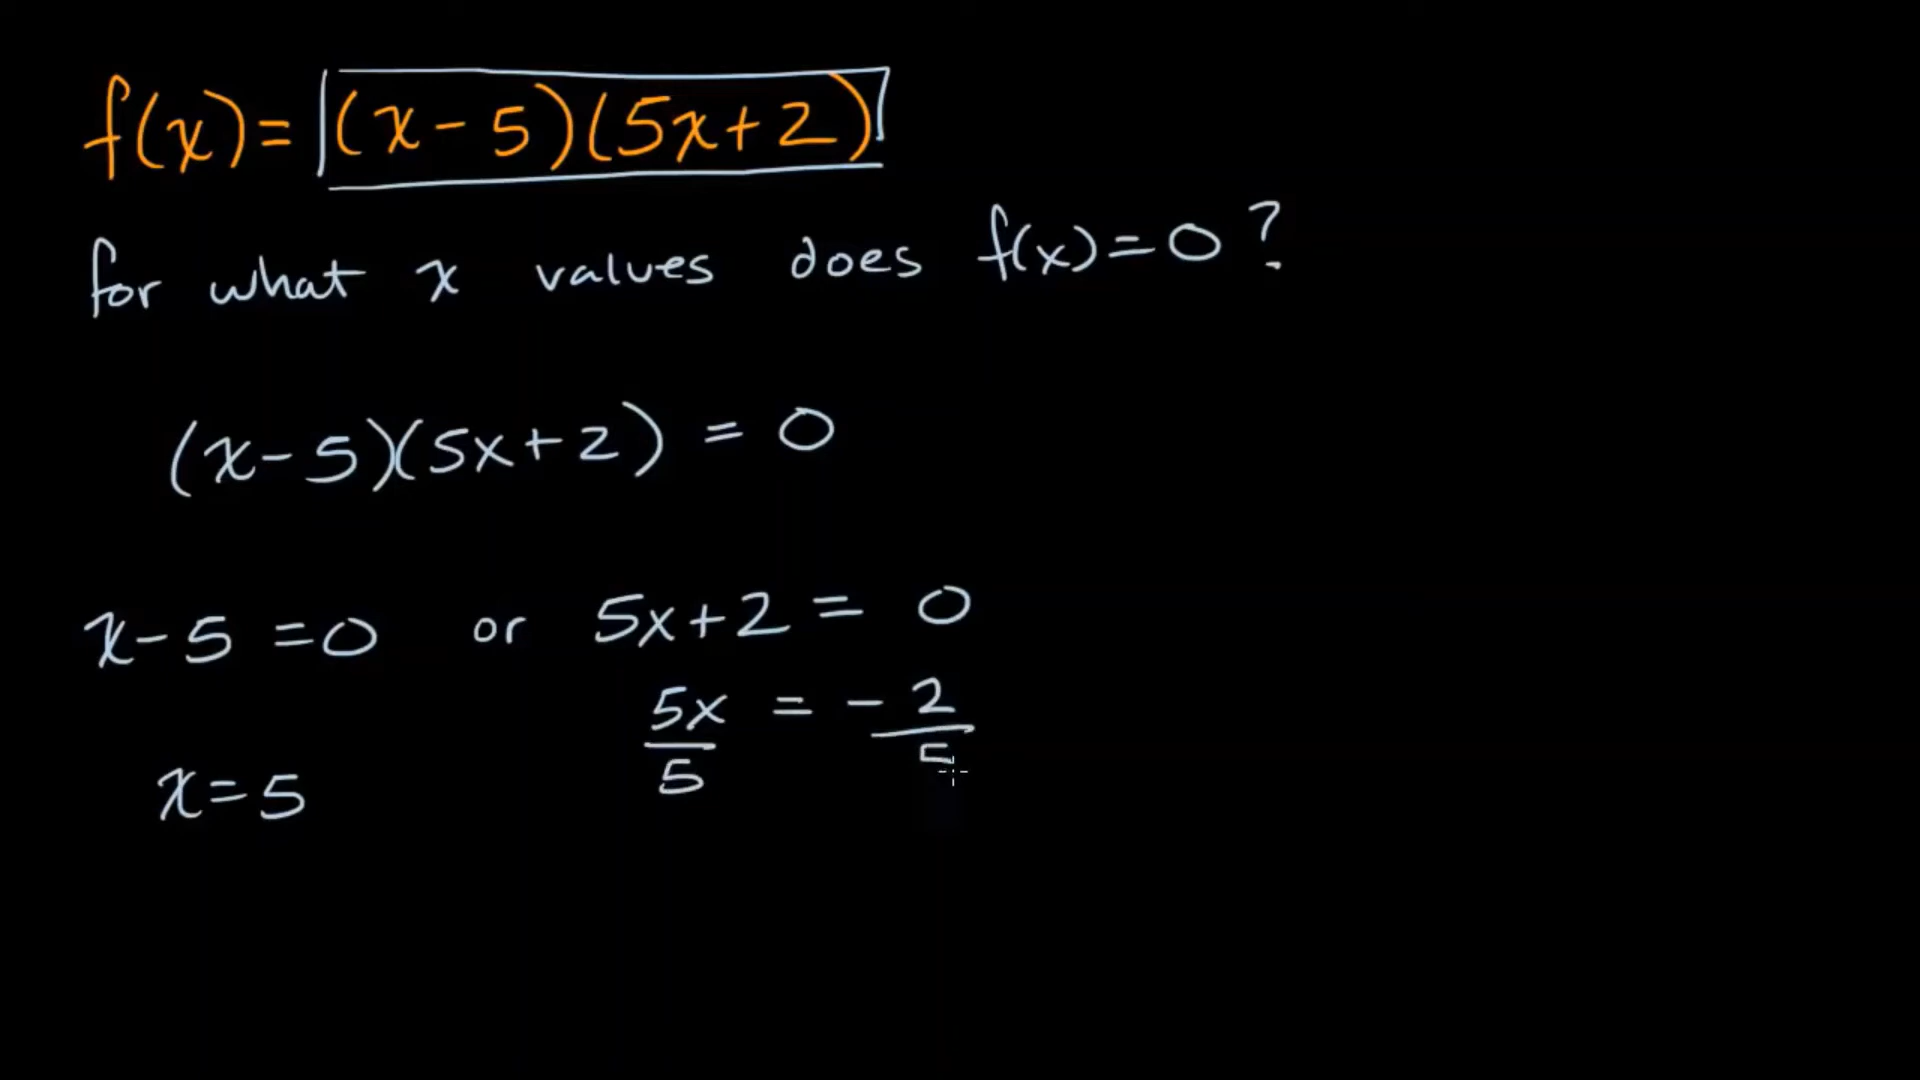 f(x) = (x-5)(5x+2)
for what x values does f(x)=0?
(x-5)(5x+2) = 0
x-5 =0 or 5x+2 = 0
5x = -2
5 5
x=5